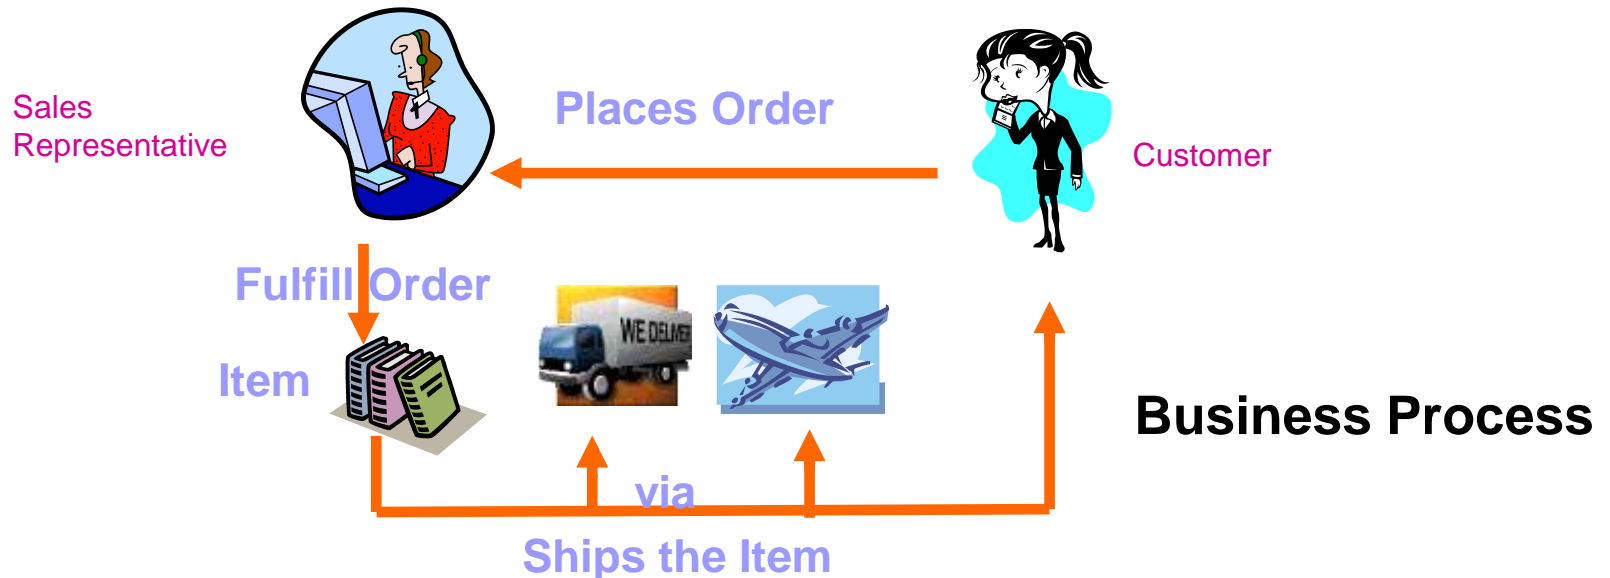 Places Order
Sales
Representative
Customer
Fulfill Order
WE DELIVER
Item
Business Process
via
Ships the Item